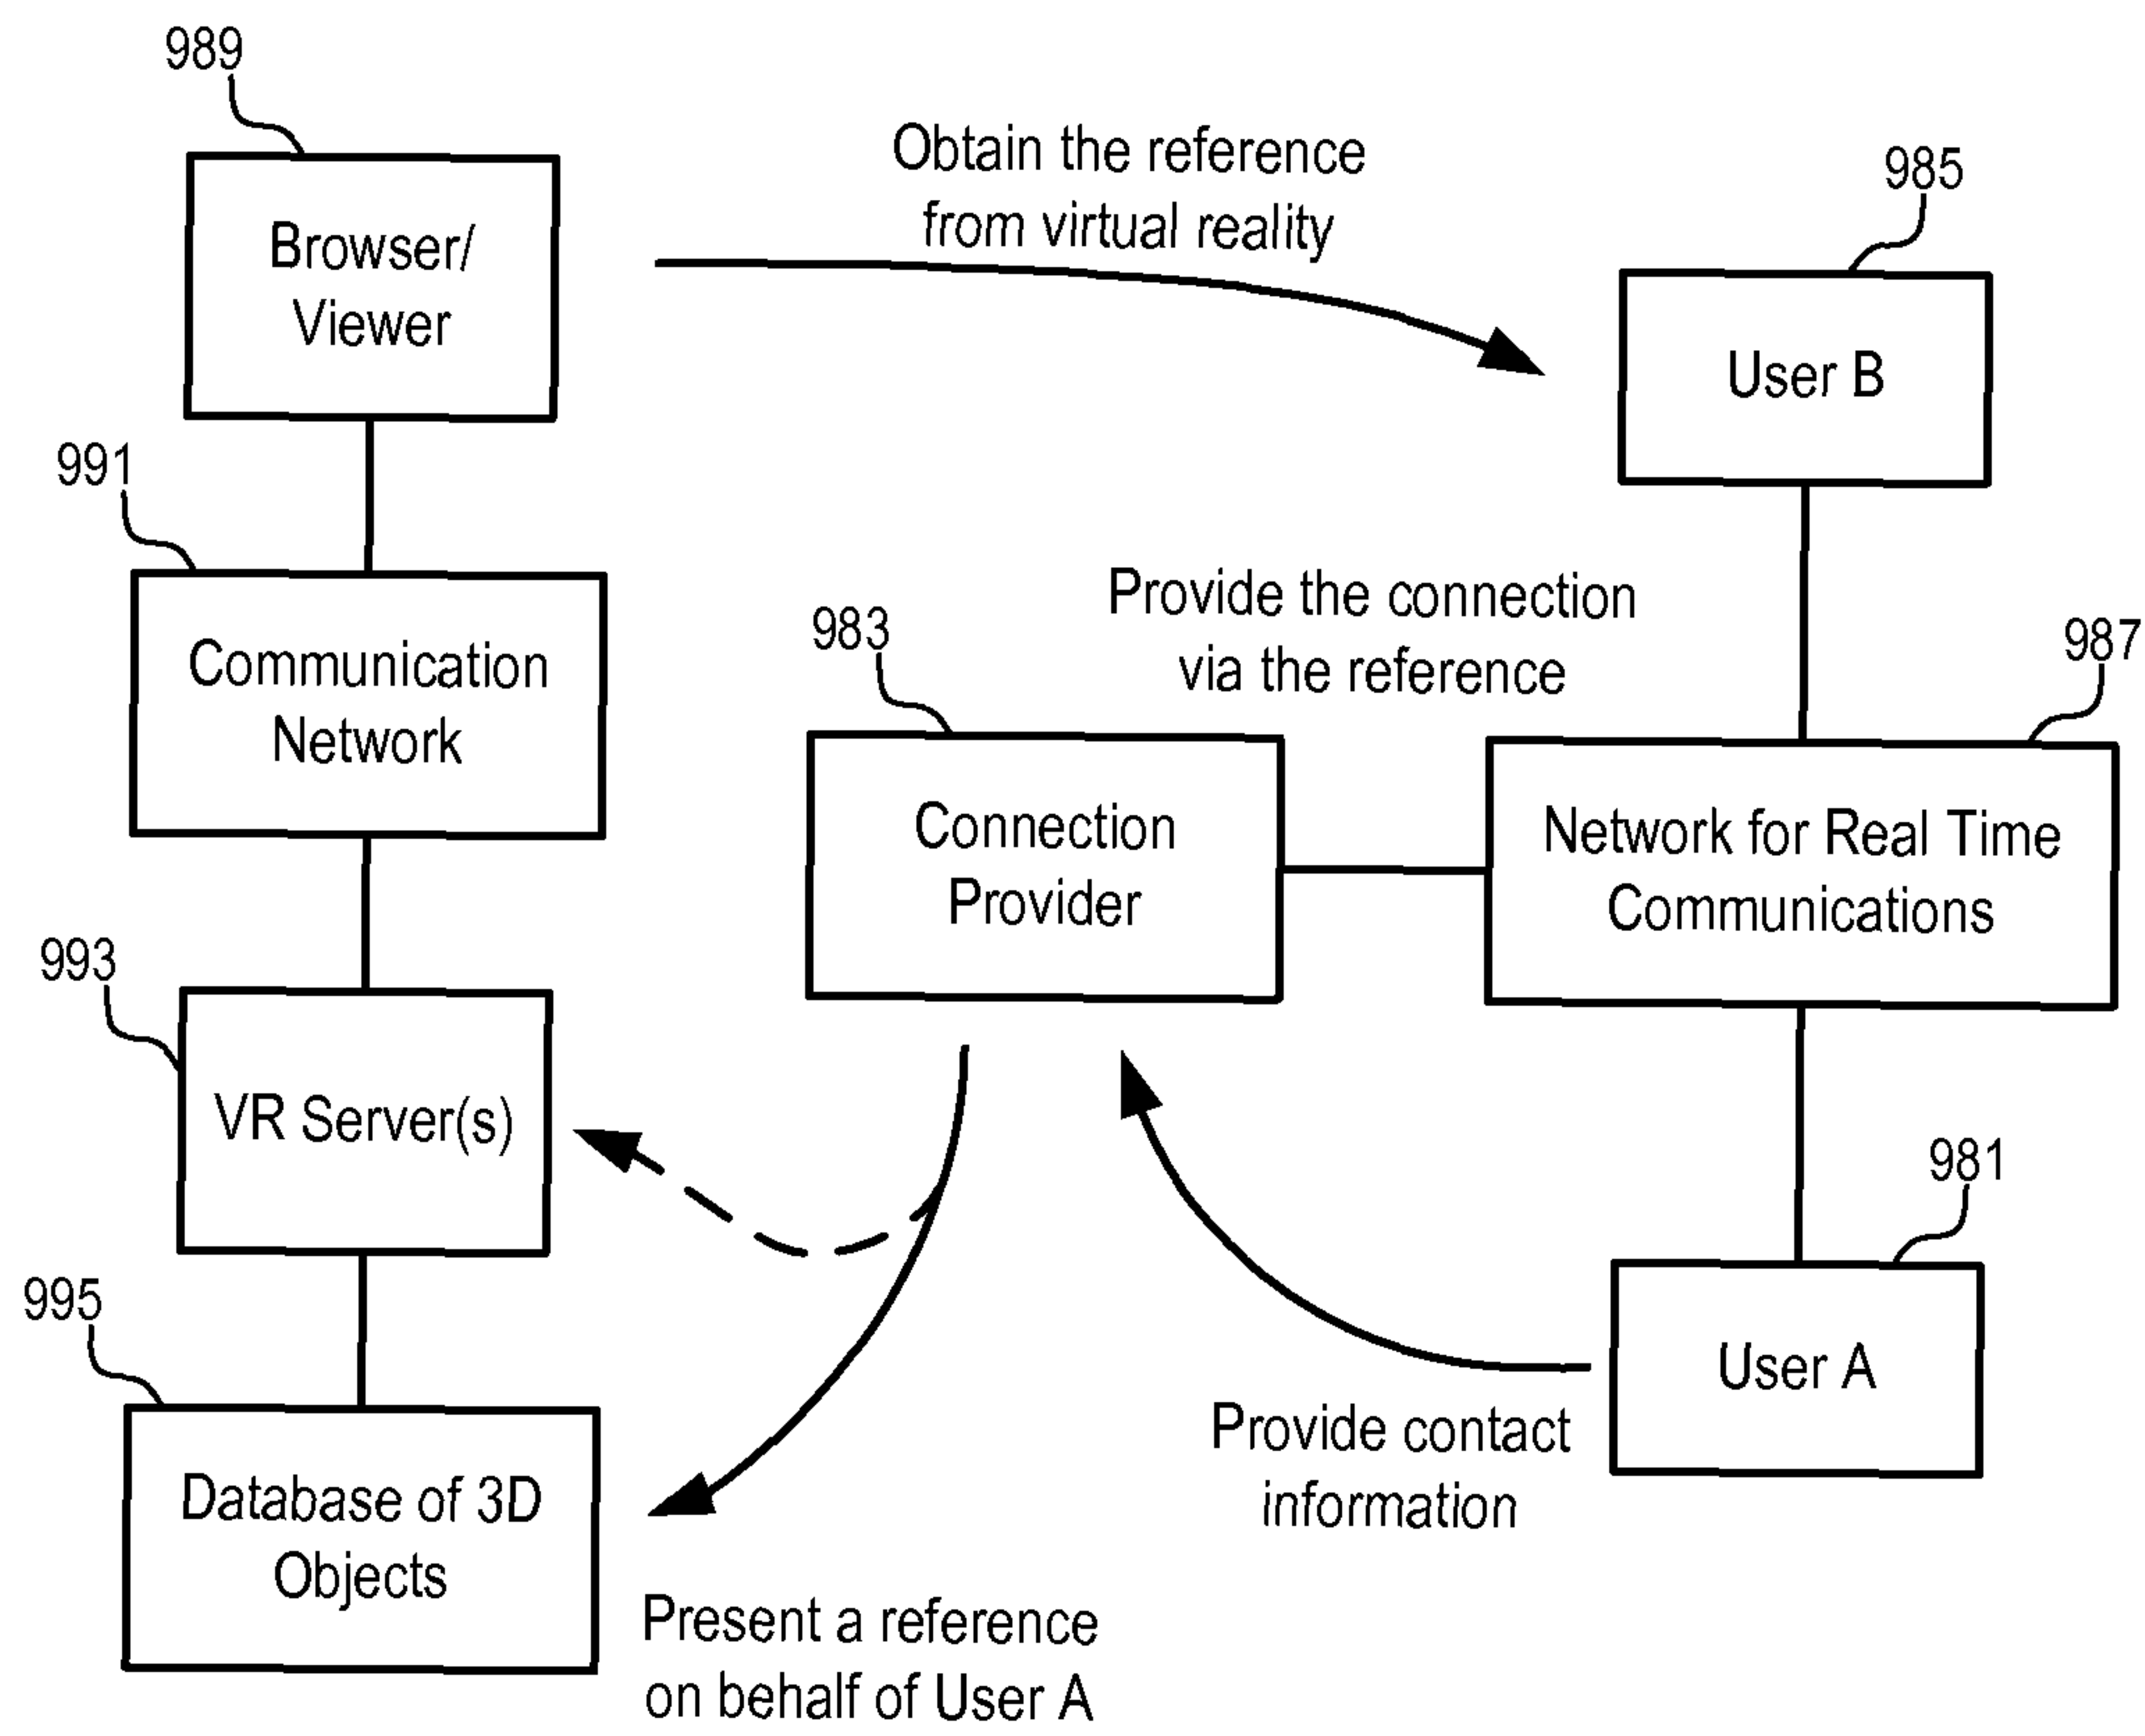 989
Browser/
Viewer
Obtain the reference
from virtual reality
985
User B
991
Communication
Network
983
Provide the connection
via the reference
987
Connection
Provider
Network for Real Time
Communications
993
VR Server(s)
981
User A
Provide contact
information
995
Database of 3D
Objects
Present a reference
on behalf of User A